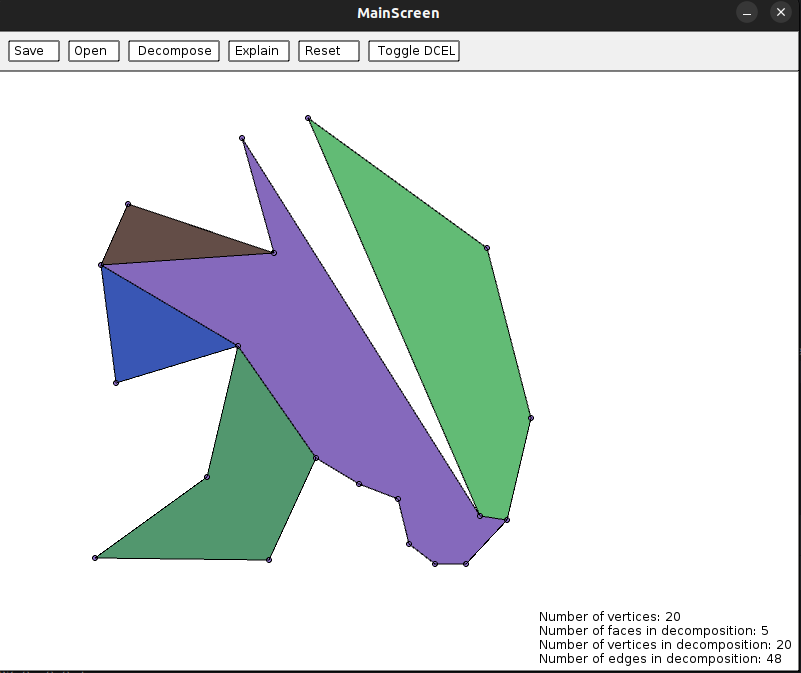 MainScreen
Save Open Decompose Explain Reset Toggle DCEL
Number of vertices: 20
Number of faces in decomposition: 5
Number of vertices in decomposition: 20
Number of edges in decomposition: 48